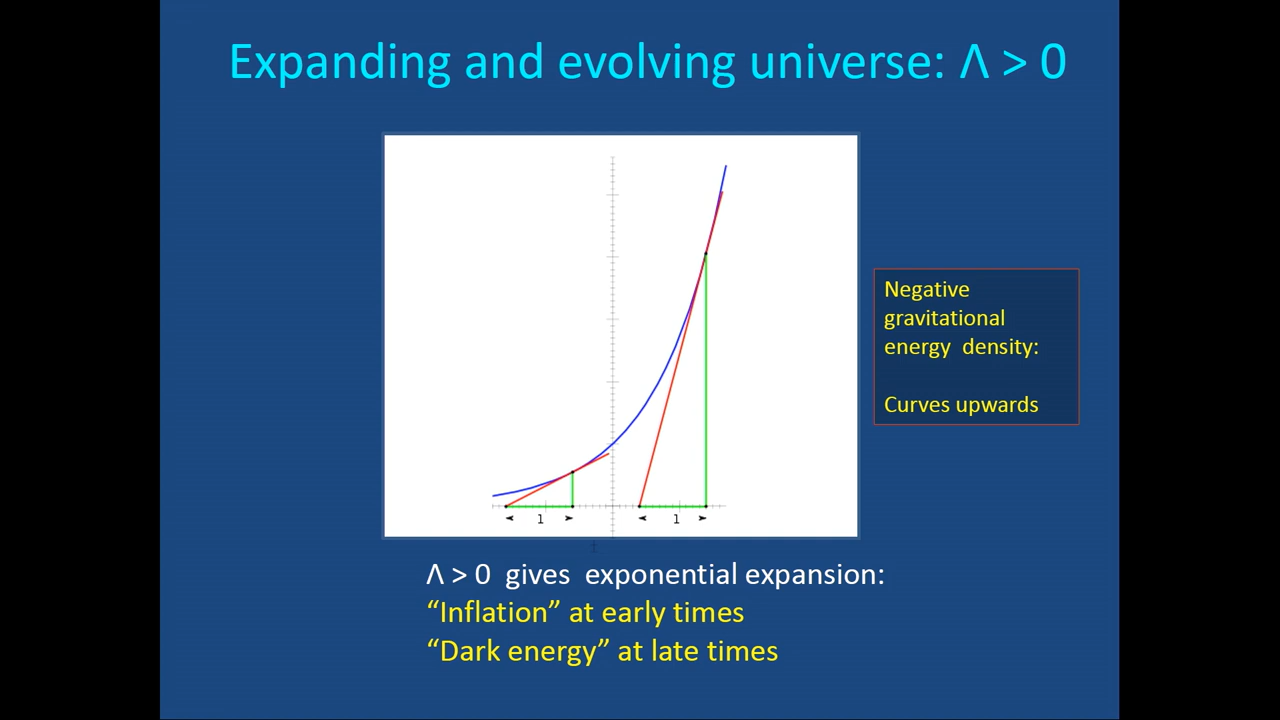 Expanding and evolving universe: Λ > 0
1
1
Negative
gravitational
energy density:
Curves upwards
Λ > 0 gives exponential expansion:
“Inflation” at early times
“Dark energy” at late times